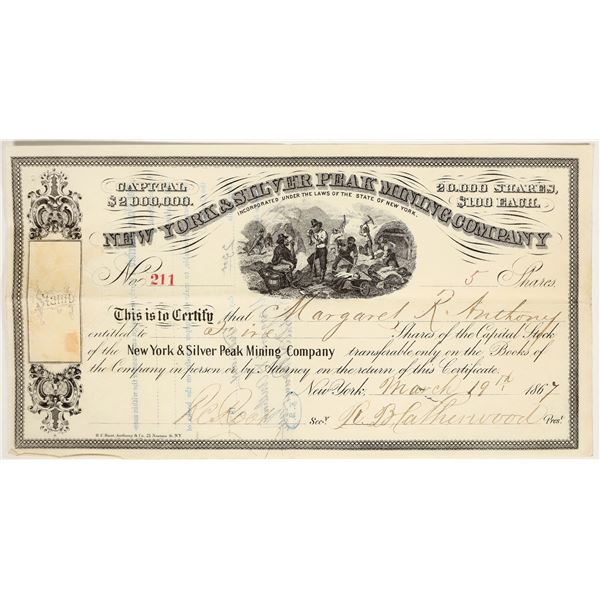 CAPITAL
$2000,000.
20,000 SHARES,
$100 EACH.
NEW YORK & SILVER PEAK MINING COMPANY
INCORPORATED UNDER THE LAWS OF THE STATE OF NEW YORK.
No. 211
5 Shares.
Stamp
This is to Certify that Margaret R. Anthony
entitled to Five Shares of the Capital Stock
of the New York & Silver Peak Mining Company transferable only on the Books of
the Company in person or by Attorney on the return of this Certificate.
New York, March 19th 1867
Secy. R B Catherwood Prest.